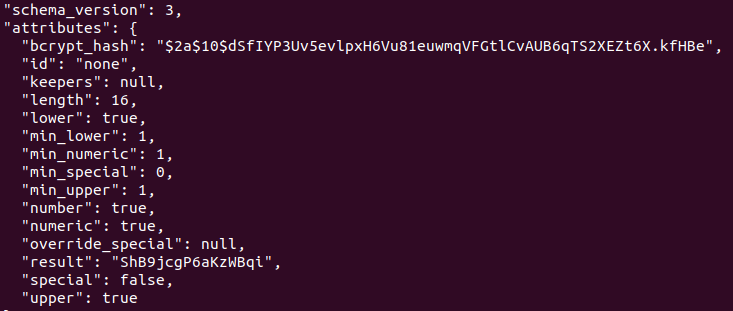 "schema_version": 3,
"attributes": {
"bcrypt_hash": "$2a$10$dSfIYP3Uv5evlpxH6Vu81euwmqVFGtlCvAUB6qTS2XEZt6X.kfHBe",
"id": "none",
"keepers": null,
"length": 16,
"lower": true,
"min_lower": 1,
"min_numeric": 1,
"min_special": 0,
"min_upper": 1,
"number": true,
"numeric": true,
"override_special": null,
"result": "ShB9jcgP6aKzWBqi",
"special": false,
"upper": true